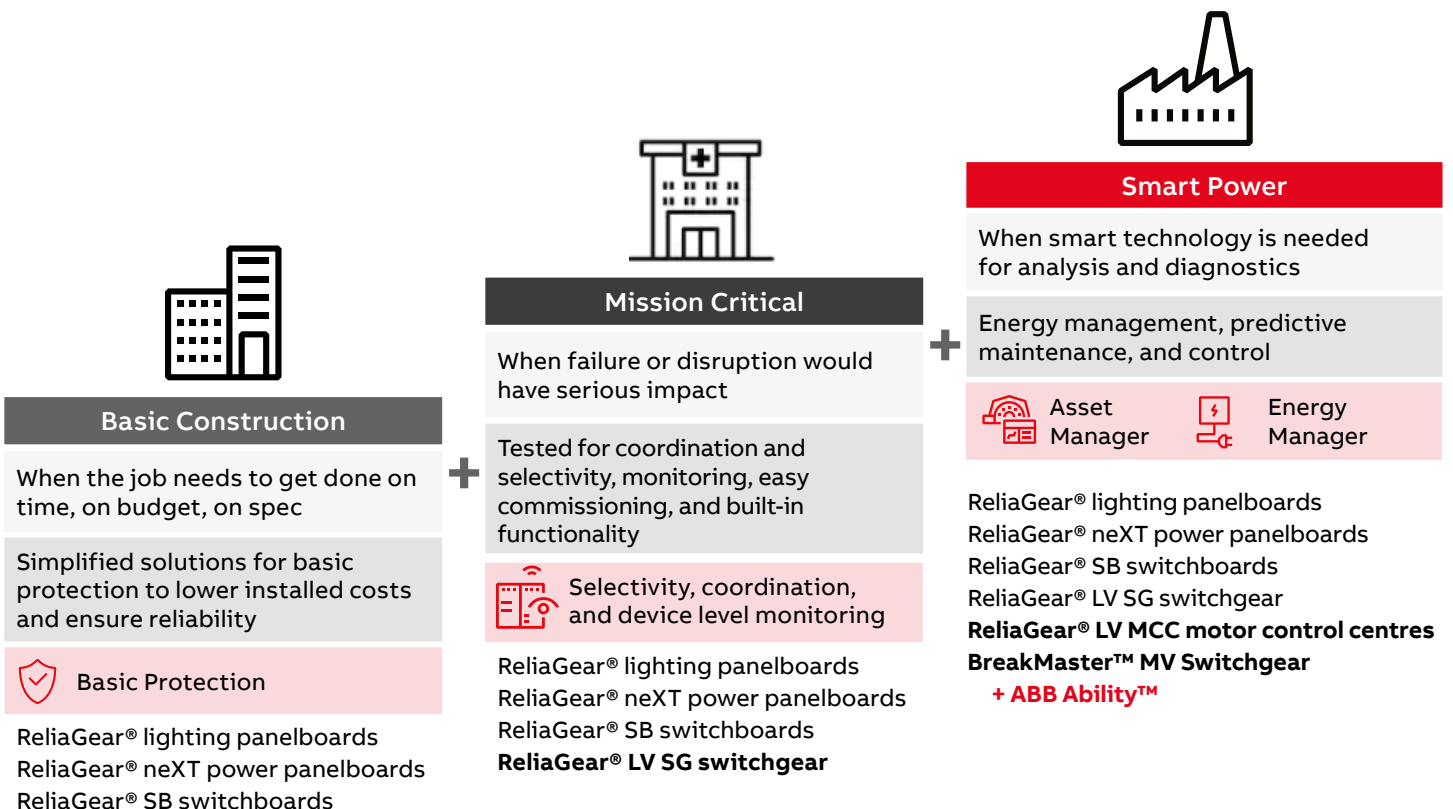 Basic Construction
When the job needs to get done on
time, on budget, on spec
Simplified solutions for basic
protection to lower installed costs
and ensure reliability
Basic Protection
ReliaGear® lighting panelboards
ReliaGear® neXT power panelboards
ReliaGear® SB switchboards
+
Mission Critical
When failure or disruption would
have serious impact
Tested for coordination and
selectivity, monitoring, easy
commissioning, and built-in
functionality
Selectivity, coordination,
and device level monitoring
ReliaGear® lighting panelboards
ReliaGear® neXT power panelboards
ReliaGear® SB switchboards
ReliaGear® LV SG switchgear
+
Smart Power
When smart technology is needed
for analysis and diagnostics
Energy management, predictive
maintenance, and control
Asset
Manager
Energy
Manager
ReliaGear® lighting panelboards
ReliaGear® neXT power panelboards
ReliaGear® SB switchboards
ReliaGear® LV SG switchgear
ReliaGear® LV MCC motor control centres
BreakMaster™ MV Switchgear
+ ABB Ability™